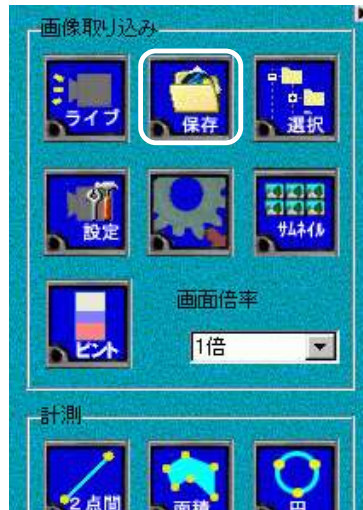 画像取り込み
ライブ
保存
選択
設定
サムネイル
ピント
画面倍率
1倍
計測
2点間
面積
円